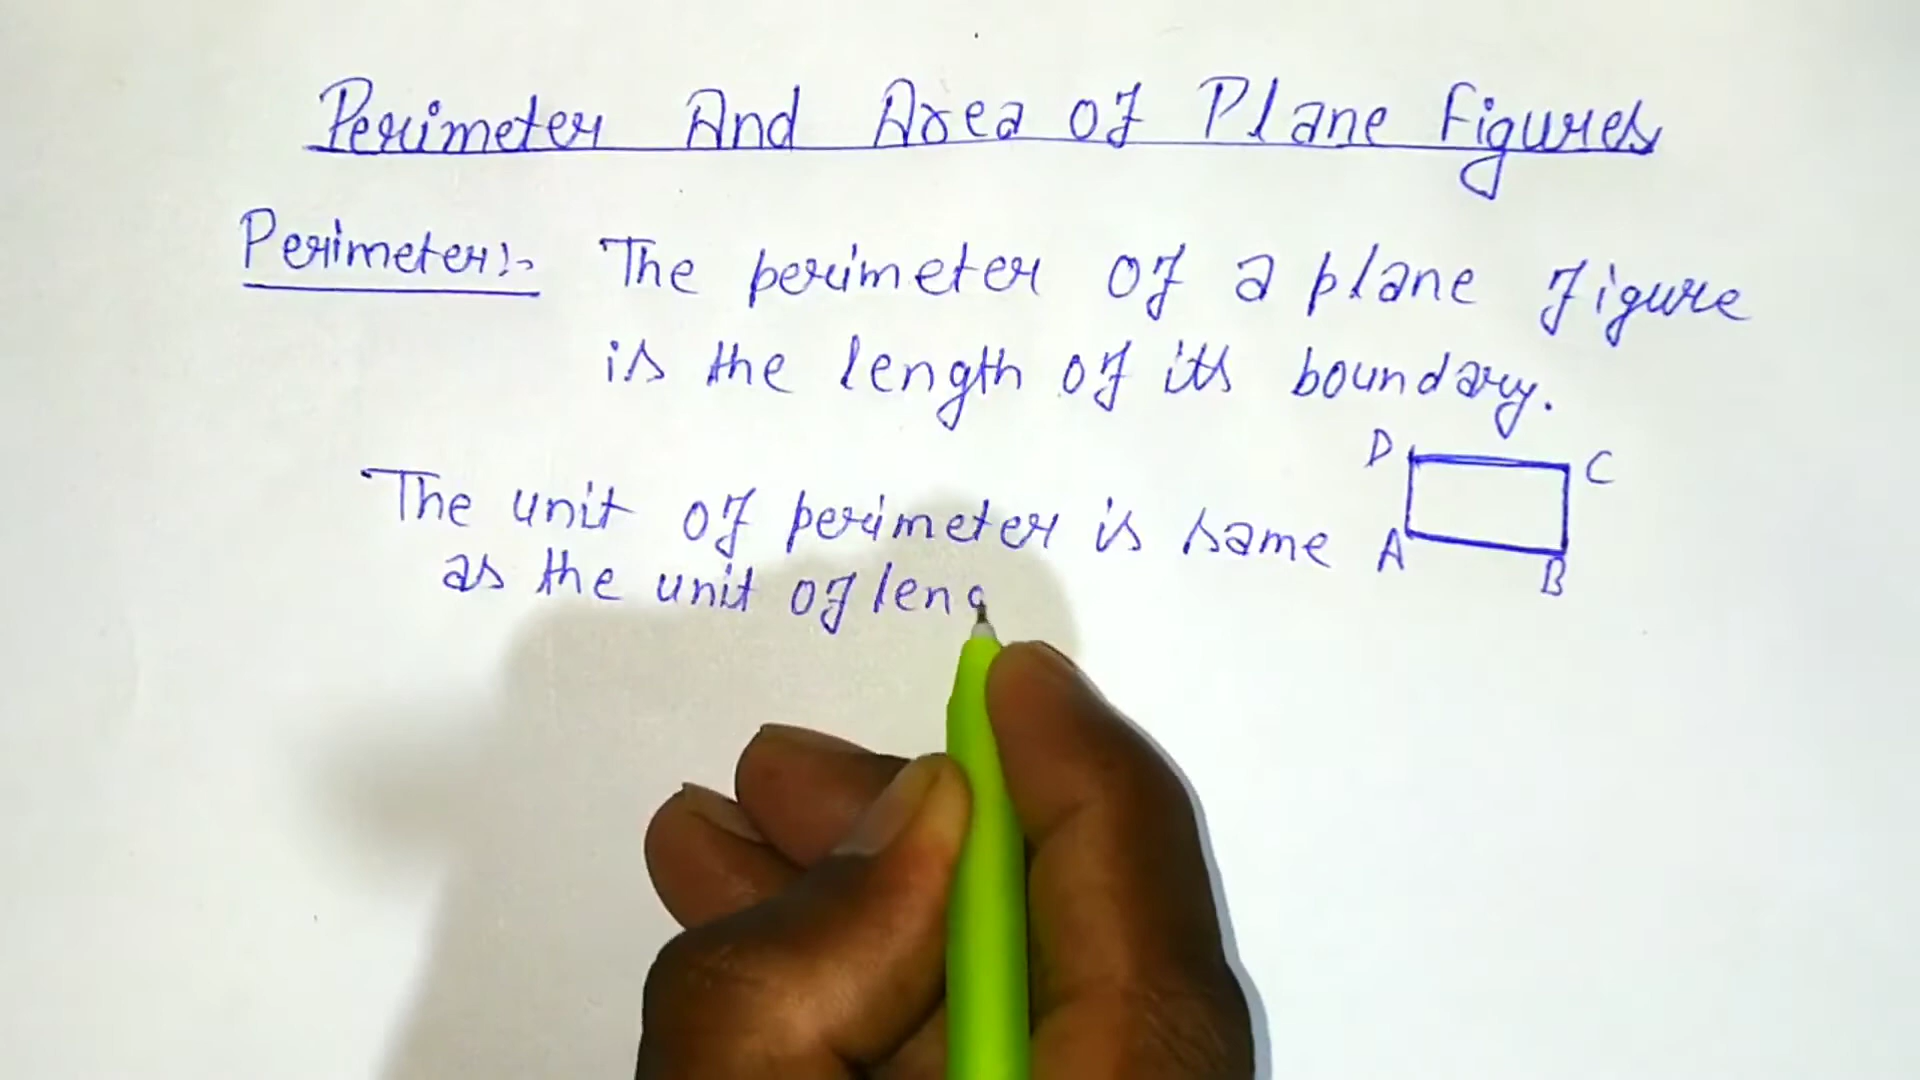 Perimeter And Area of Plane Figures
Perimeter:- The perimeter of a plane figure
is the length of its boundary.
D C
The unit of perimeter is same
A B
as the unit of leng